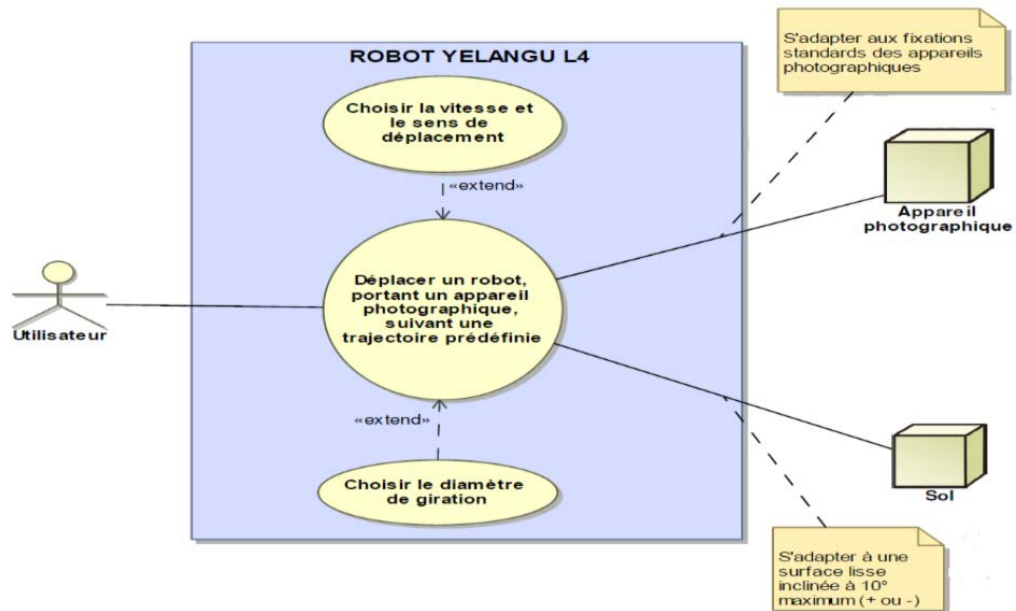 ROBOT YELANGU L4
Choisir la vitesse et
le sens de
déplacement
«extend»
Déplacer un robot,
portant un appareil
photographique,
suivant une
trajectoire prédéfinie
«extend»
Choisir le diamètre
de giration
Utilisateur
S'adapter aux fixations
standards des appareils
photographiques
Appareil
photographique
Sol
S'adapter à une
surface lisse
inclinée à 10°
maximum (+ ou -)